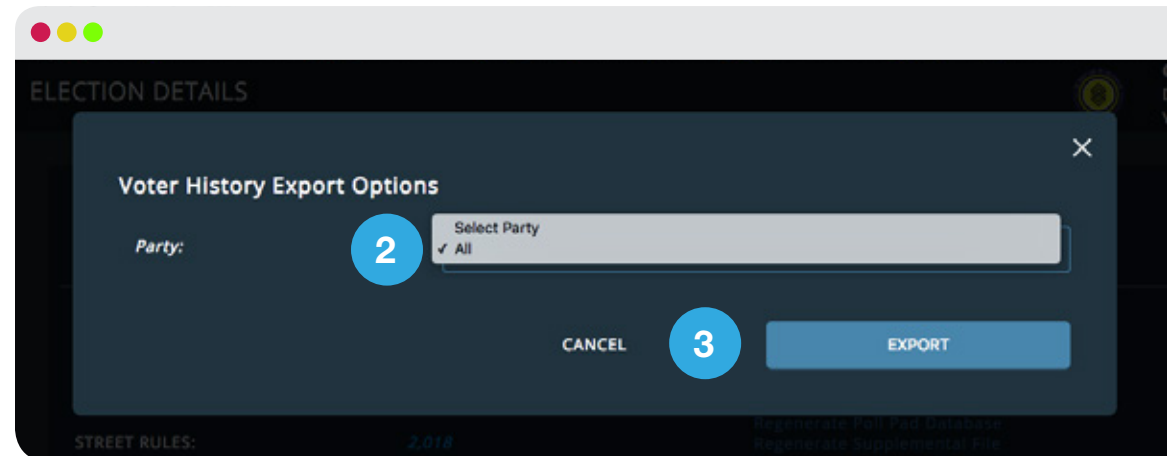 ELECTION DETAILS
Voter History Export Options
Party:
2
Select Party
✓ All
CANCEL
3
EXPORT
Regenerate Poll Pad Database
STREET RULES:
2,018
Regenerate Supplemental File